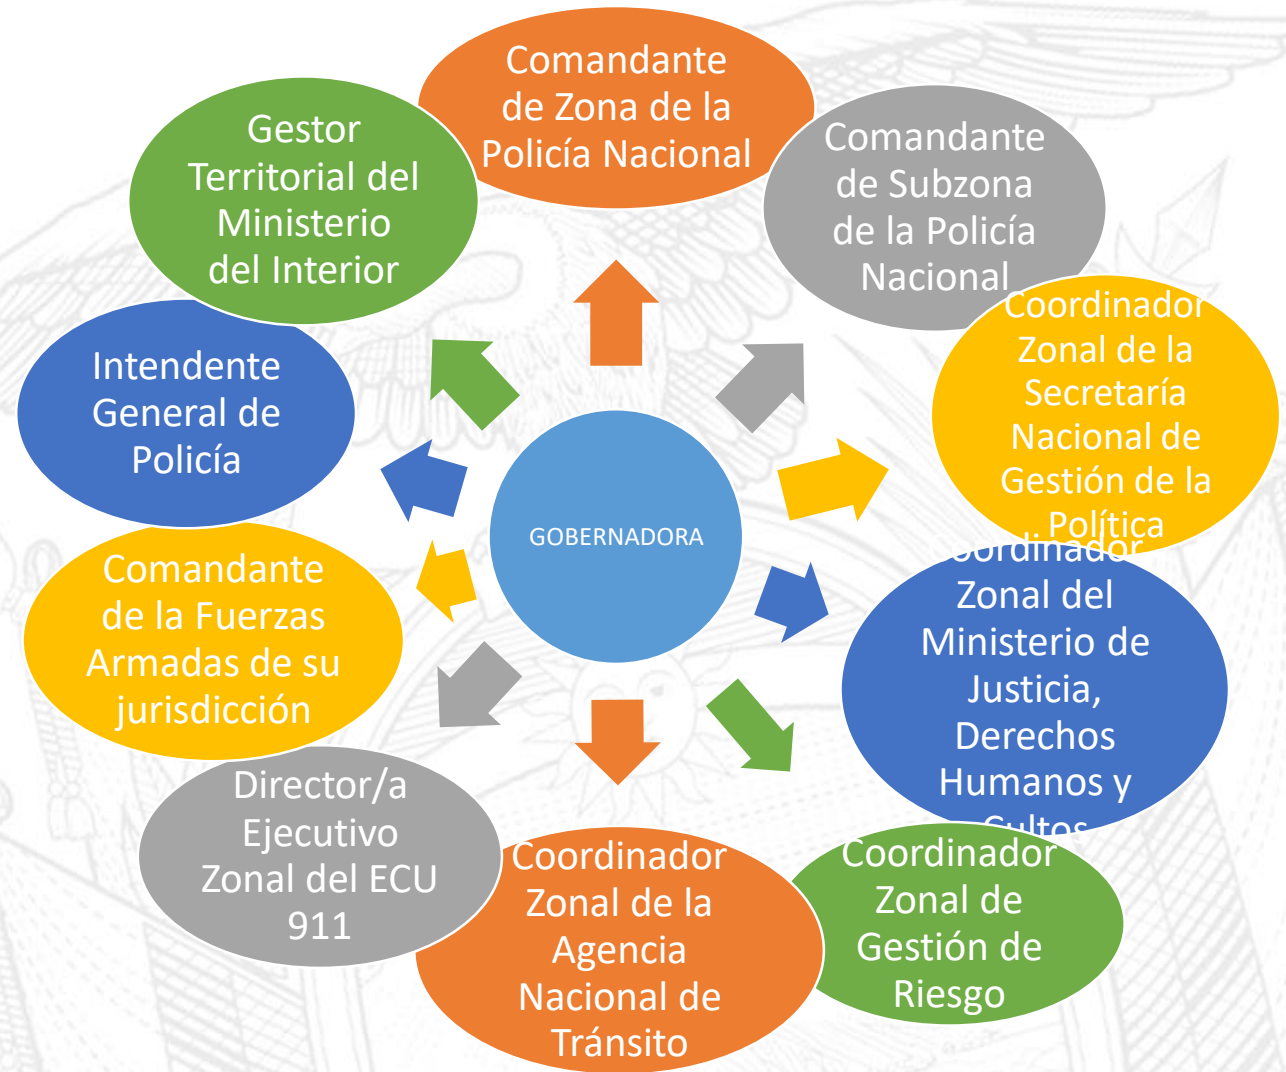 Comandante
de Zona de la
Policía Nacional
Comandante
de Subzona
de la Policía
Nacional
Coordinador
Zonal de la
Secretaría
Nacional de
Gestión de la
Política
Coordinador
Zonal del
Ministerio de
Justicia,
Derechos
Humanos y
Cultos
Coordinador
Zonal de
Gestión de
Riesgo
Coordinador
Zonal de la
Agencia
Nacional de
Tránsito
Director/a
Ejecutivo
Zonal del ECU
911
Comandante
de la Fuerzas
Armadas de su
jurisdicción
Intendente
General de
Policía
Gestor
Territorial del
Ministerio
del Interior
GOBERNADORA